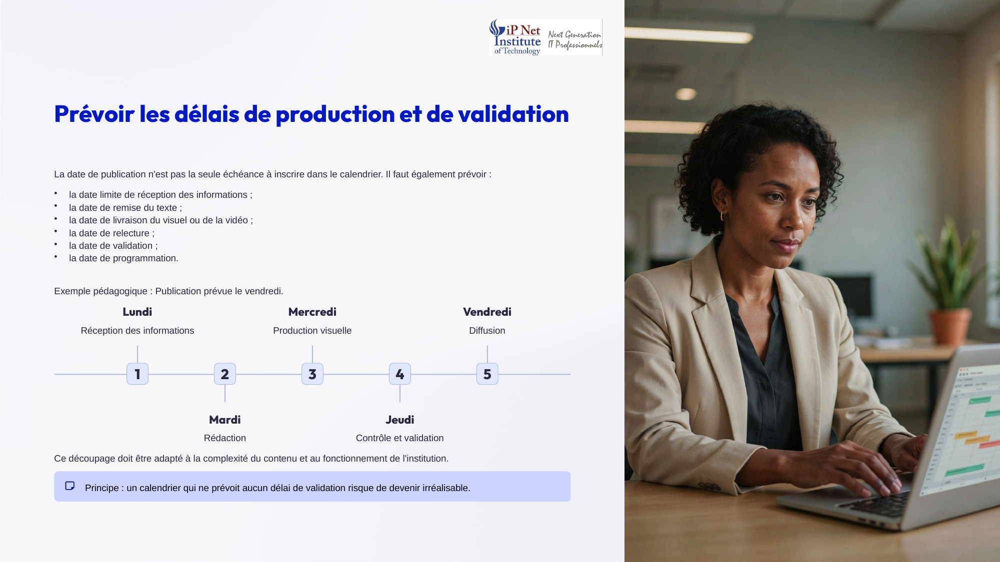 iP Net
Institute
of Technology
Next Generation
IT Professionnels
Prévoir les délais de production et de validation
La date de publication n'est pas la seule échéance à inscrire dans le calendrier. Il faut également prévoir :
• la date limite de réception des informations ;
• la date de remise du texte ;
• la date de livraison du visuel ou de la vidéo ;
• la date de relecture ;
• la date de validation ;
• la date de programmation.
Exemple pédagogique : Publication prévue le vendredi.
Lundi
Réception des informations
Mercredi
Production visuelle
Vendredi
Diffusion
1 2 3 4 5
Mardi
Rédaction
Jeudi
Contrôle et validation
Ce découpage doit être adapté à la complexité du contenu et au fonctionnement de l'institution.
Principe : un calendrier qui ne prévoit aucun délai de validation risque de devenir irréalisable.